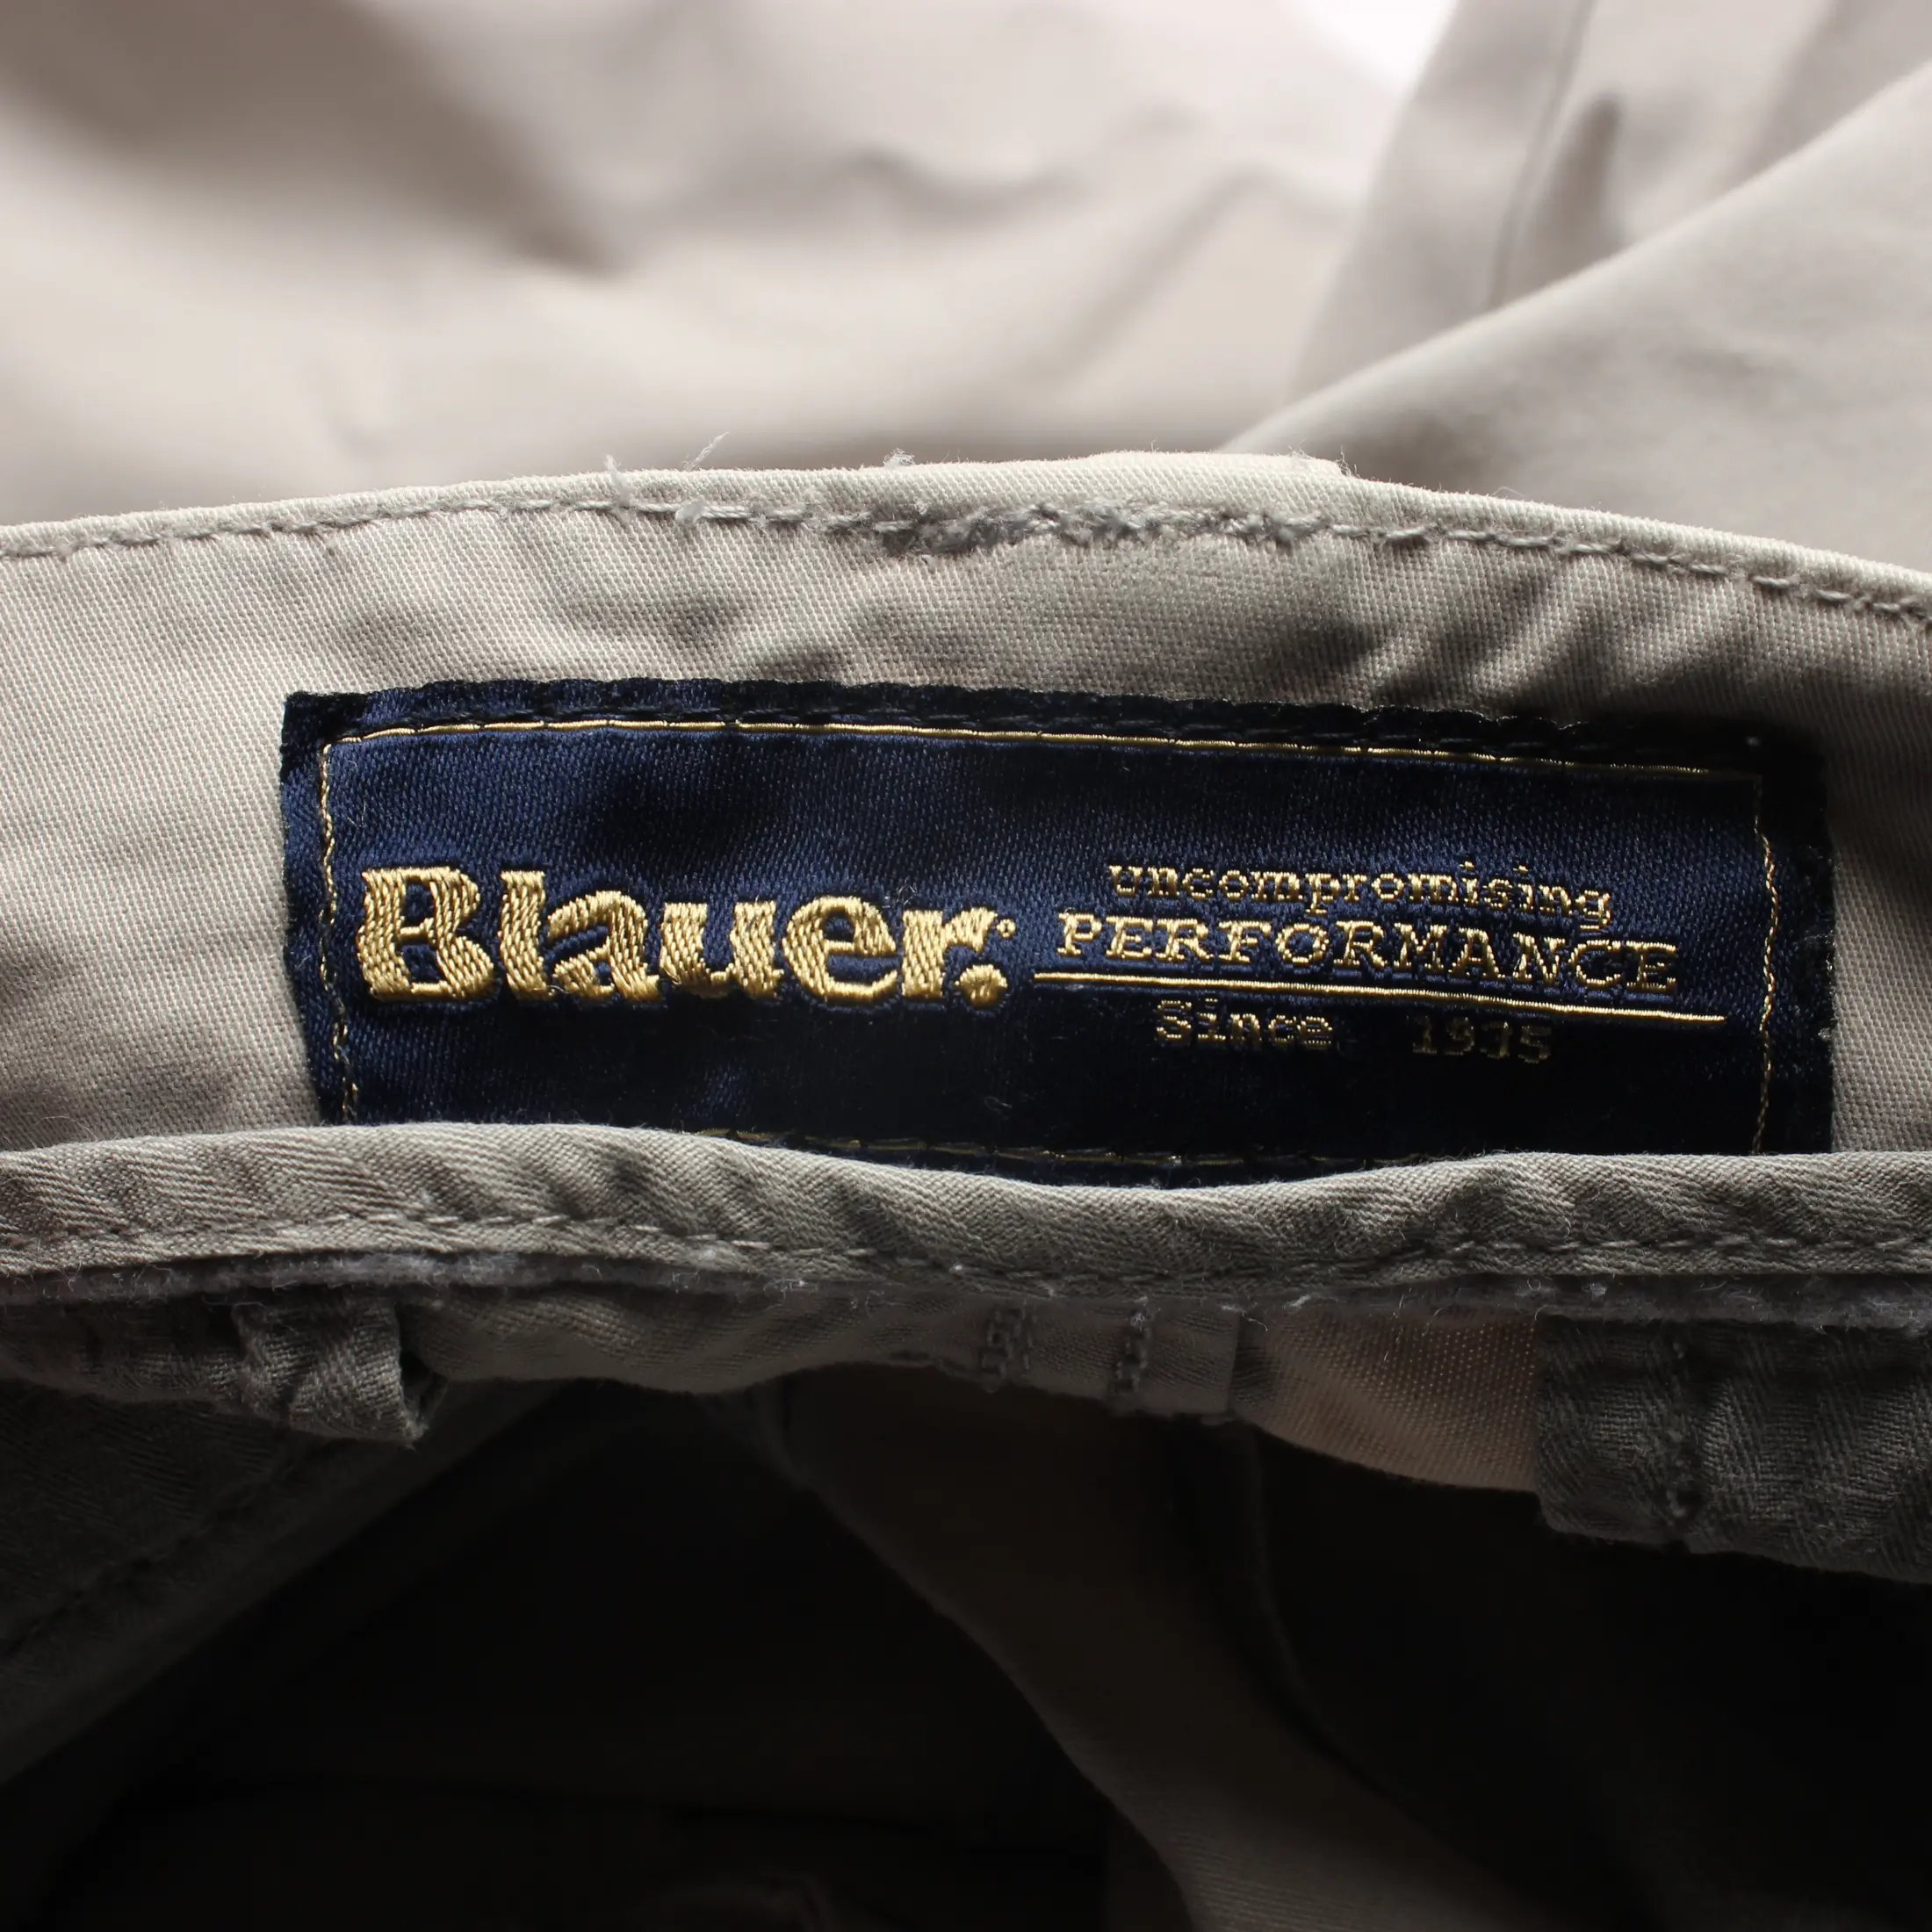 Blauer.
uncompromising
PERFORMANCE
Since 1935